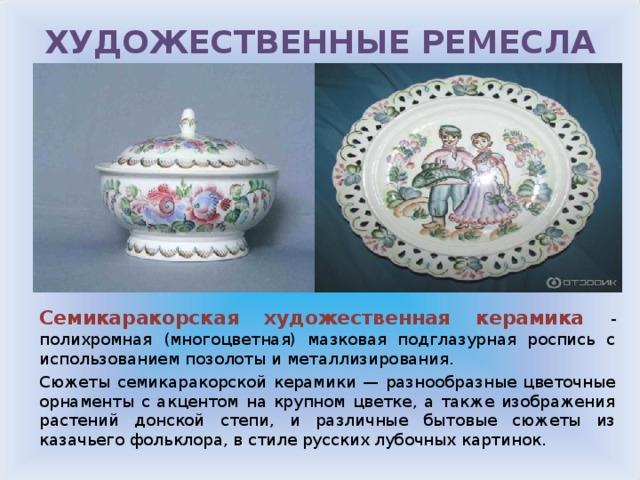 ХУДОЖЕСТВЕННЫЕ РЕМЕСЛА
ОТЗОВИК
Семикаракорская художественная керамика -
полихромная (многоцветная) мазковая подглазурная роспись с
использованием позолоты и металлизирования.
Сюжеты семикаракорской керамики — разнообразные цветочные
орнаменты с акцентом на крупном цветке, а также изображения
растений донской степи, и различные бытовые сюжеты из
казачьего фольклора, в стиле русских лубочных картинок.